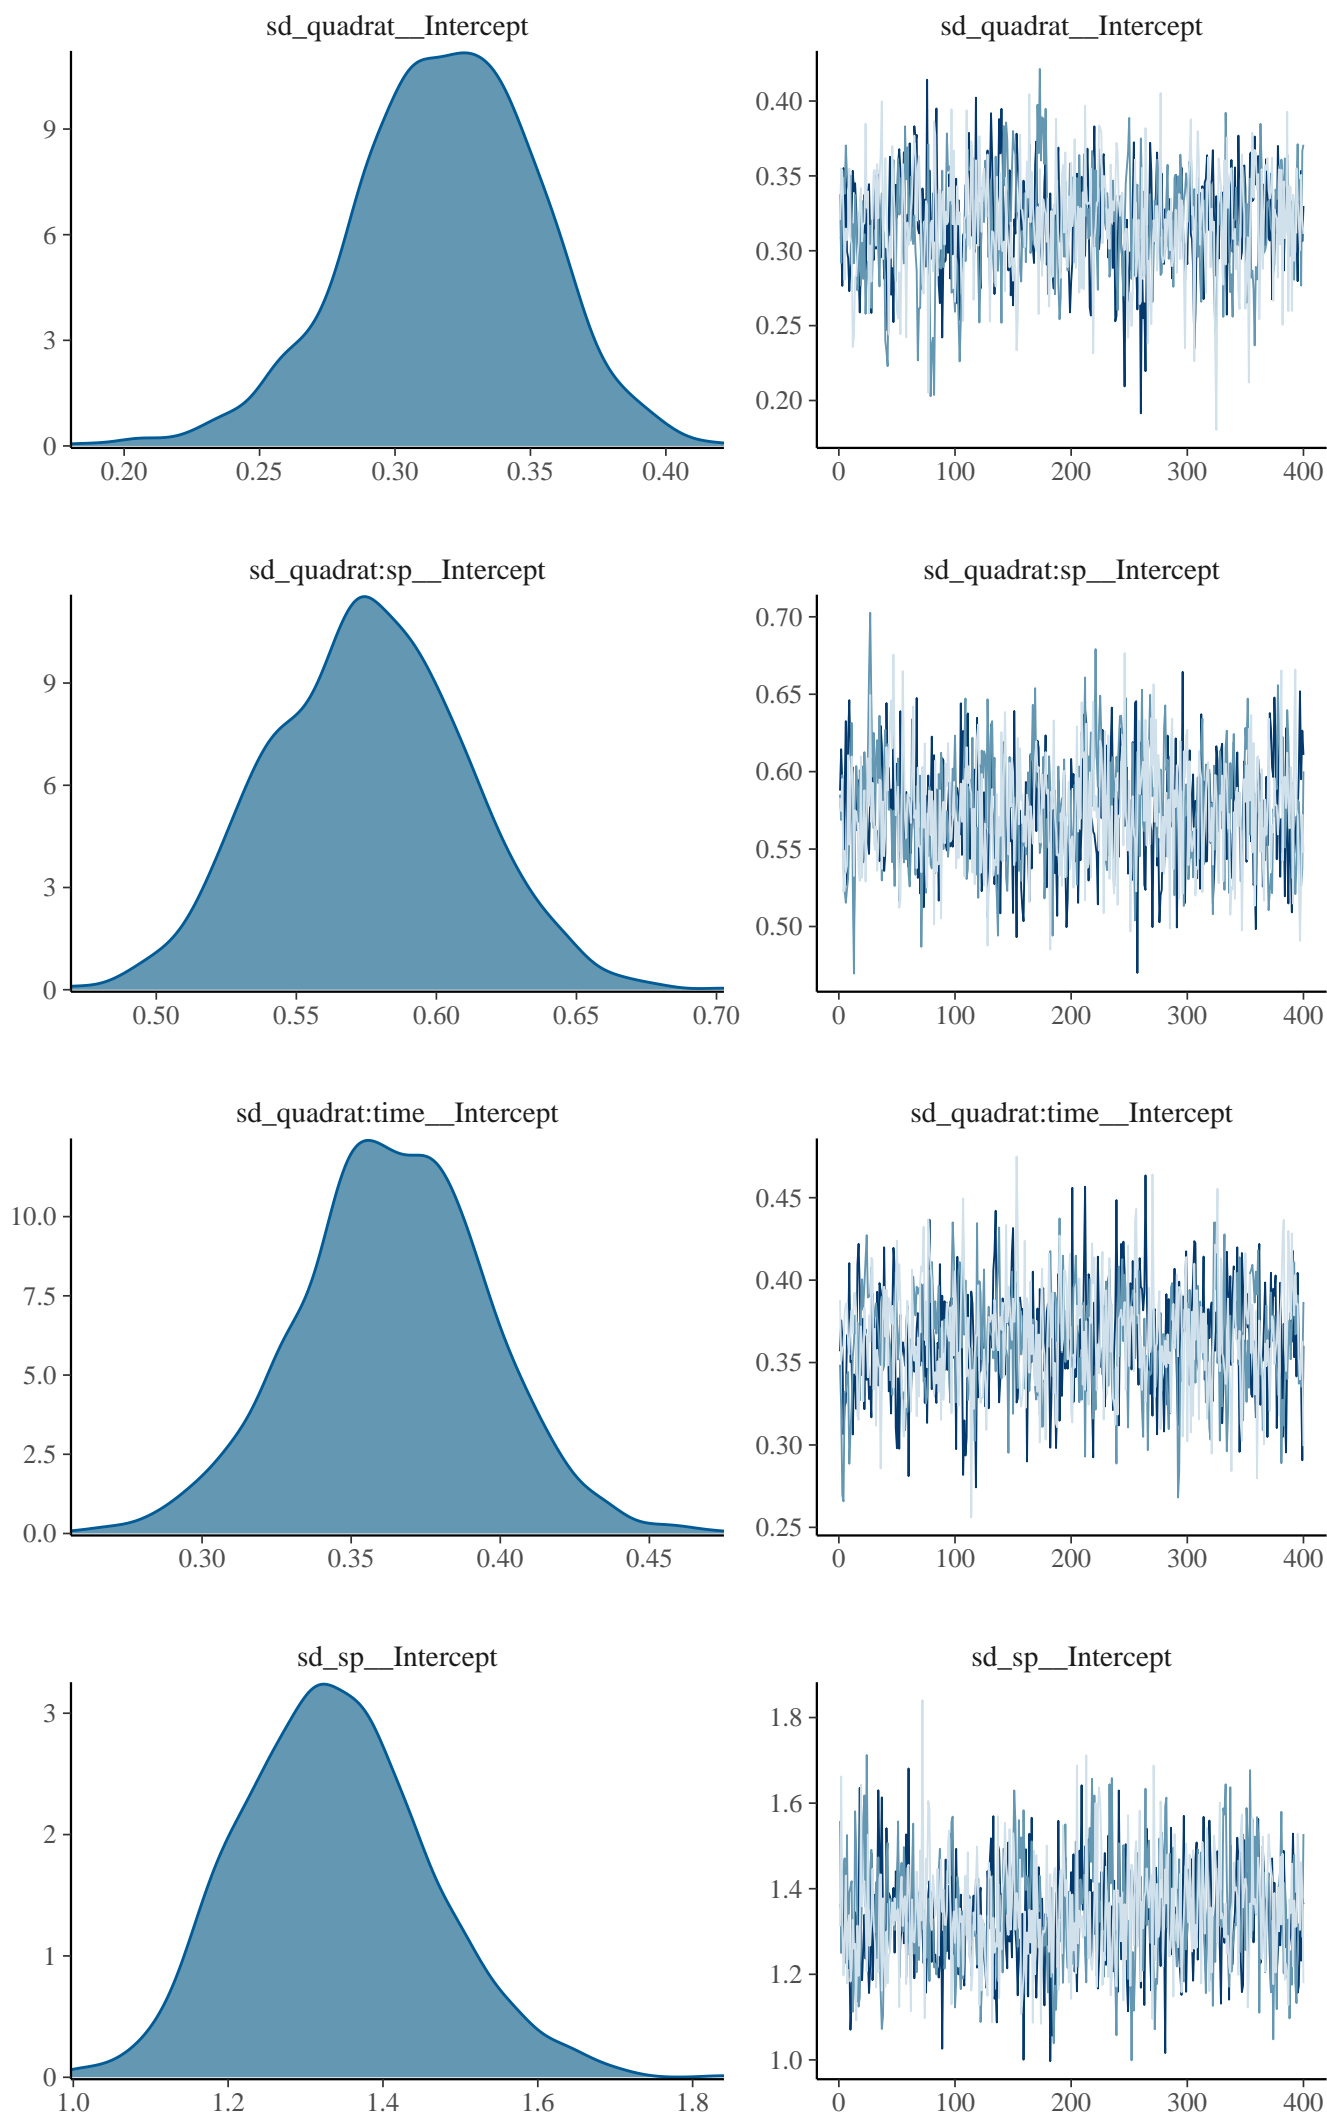 sd_quadrat__Intercept
9
6
3
0
0.20 0.25 0.30 0.35 0.40
sd_quadrat__Intercept
0.40
0.35
0.30
0.25
0.20
0 100 200 300 400
sd_quadrat:sp__Intercept
9
6
3
0
0.50 0.55 0.60 0.65 0.70
sd_quadrat:sp__Intercept
0.70
0.65
0.60
0.55
0.50
0 100 200 300 400
sd_quadrat:time__Intercept
10.0
7.5
5.0
2.5
0.0
0.30 0.35 0.40 0.45
sd_quadrat:time__Intercept
0.45
0.40
0.35
0.30
0.25
0 100 200 300 400
sd_sp__Intercept
3
2
1
0
1.0 1.2 1.4 1.6 1.8
sd_sp__Intercept
1.8
1.6
1.4
1.2
1.0
0 100 200 300 400